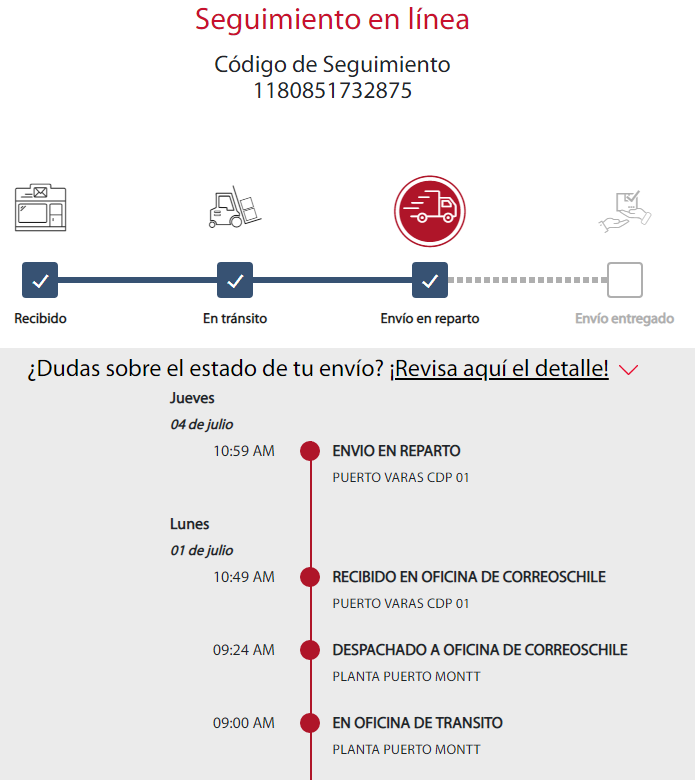 Seguimiento en línea
Código de Seguimiento
1180851732875
Recibido
En tránsito
Envío en reparto
Envío entregado
¿Dudas sobre el estado de tu envío? ¡Revisa aquí el detalle!
Jueves
04 de julio
10:59 AM ENVIO EN REPARTO
PUERTO VARAS CDP 01
Lunes
01 de julio
10:49 AM RECIBIDO EN OFICINA DE CORREOSCHILE
PUERTO VARAS CDP 01
09:24 AM DESPACHADO A OFICINA DE CORREOSCHILE
PLANTA PUERTO MONTT
09:00 AM EN OFICINA DE TRANSITO
PLANTA PUERTO MONTT